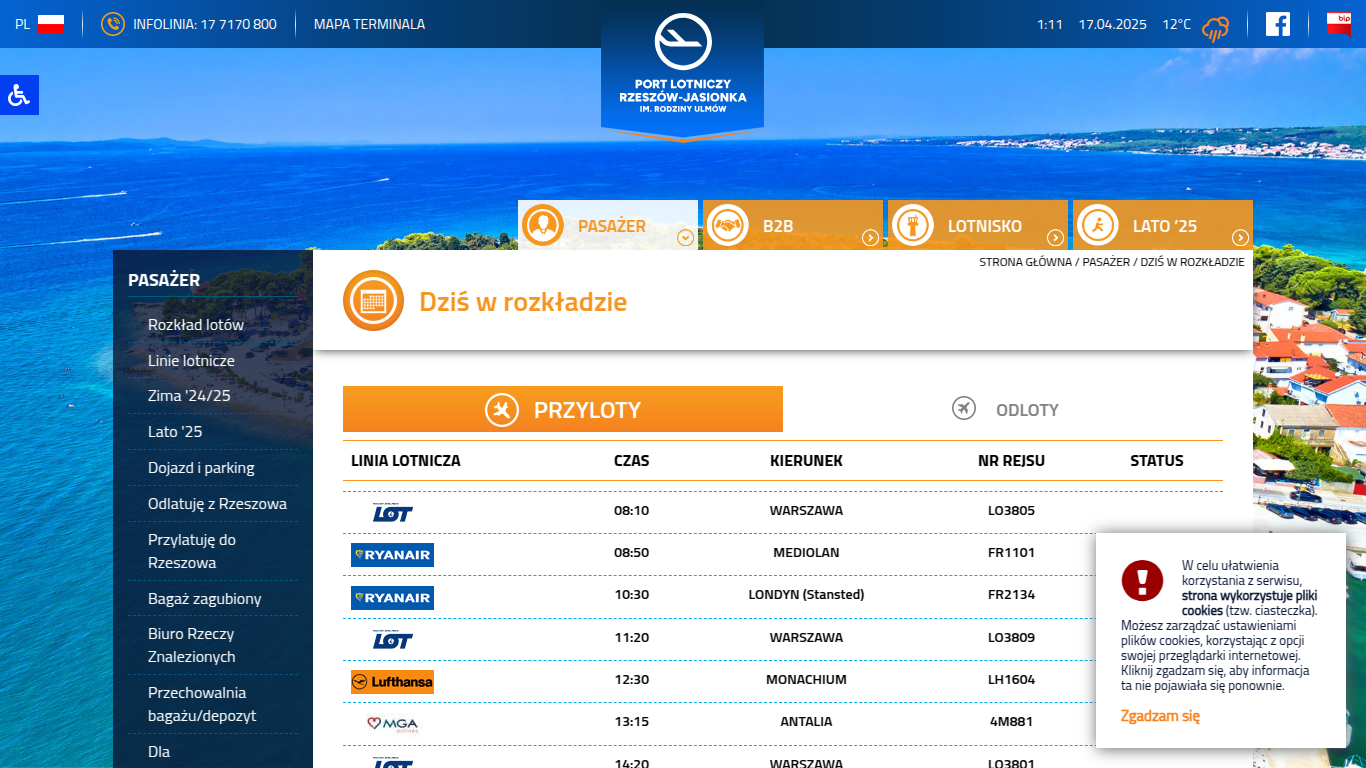 PL
INFOLINIA: 17 7170 800
MAPA TERMINALA
PORT LOTNICZY
RZESZÓW-JASIONKA
IM. RODZINY ULMÓW
1:11 17.04.2025 12°C
bip
PASAŻER
B2B
LOTNISKO
LATO ’25
STRONA GŁÓWNA / PASAŻER / DZIŚ W ROZKŁADZIE
PASAŻER
Rozkład lotów
Linie lotnicze
Zima '24/25
Lato '25
Dojazd i parking
Odlatuję z Rzeszowa
Przylatuję do
Rzeszowa
Bagaż zagubiony
Biuro Rzeczy
Znalezionych
Przechowalnia
bagażu/depozyt
Dla
Dziś w rozkładzie
PRZYLOTY
ODLOTY
LINIA LOTNICZA CZAS KIERUNEK NR REJSU STATUS
LOT 08:10 WARSZAWA LO3805
RYANAIR 08:50 MEDIOLAN FR1101
RYANAIR 10:30 LONDYN (Stansted) FR2134
LOT 11:20 WARSZAWA LO3809
Lufthansa 12:30 MONACHIUM LH1604
MGA 13:15 ANTALIA 4M881
LOT 14:20 WARSZAWA LO3801
W celu ułatwienia
korzystania z serwisu,
strona wykorzystuje pliki
cookies (tzw. ciasteczka).
Możesz zarządzać ustawieniami
plików cookies, korzystając z opcji
swojej przeglądarki internetowej.
Kliknij zgadzam się, aby informacja
ta nie pojawiała się ponownie.
Zgadzam się